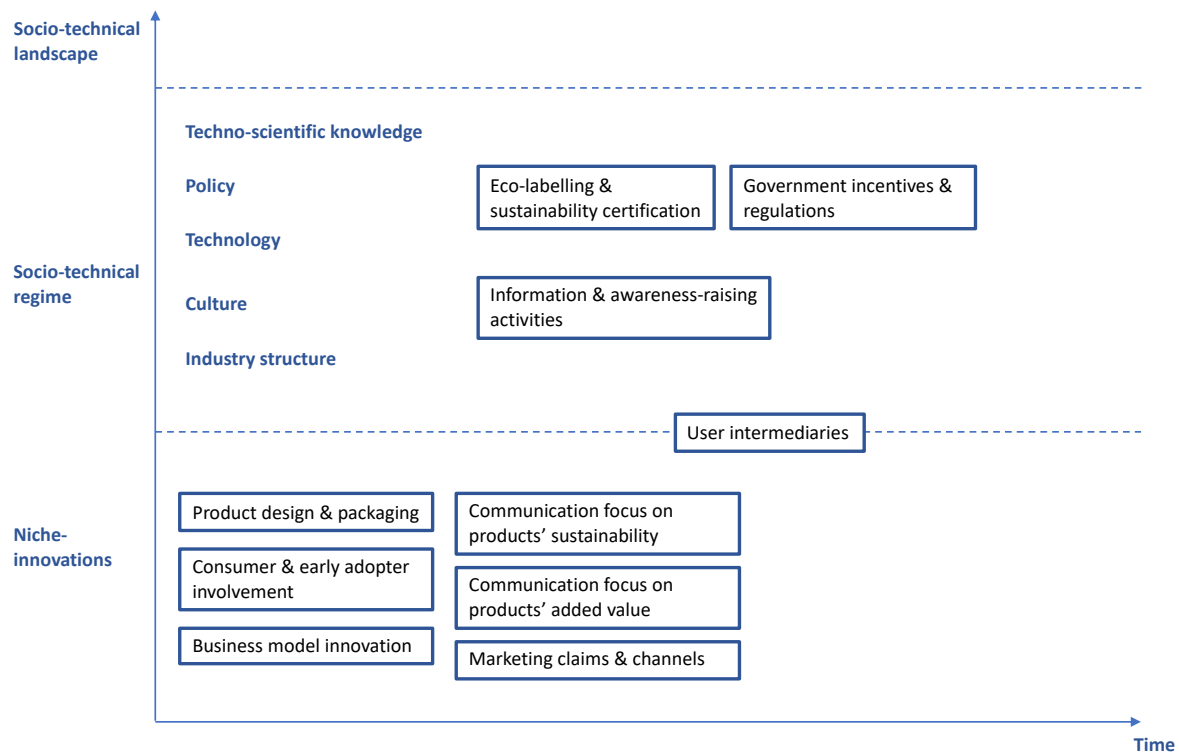 Socio-technical
landscape
Techno-scientific knowledge
Policy
Eco-labelling &
sustainability certification
Government incentives &
regulations
Technology
Socio-technical
regime
Culture
Information & awareness-raising
activities
Industry structure
User intermediaries
Niche-
innovations
Product design & packaging
Consumer & early adopter
involvement
Business model innovation
Communication focus on
products’ sustainability
Communication focus on
products’ added value
Marketing claims & channels
Time